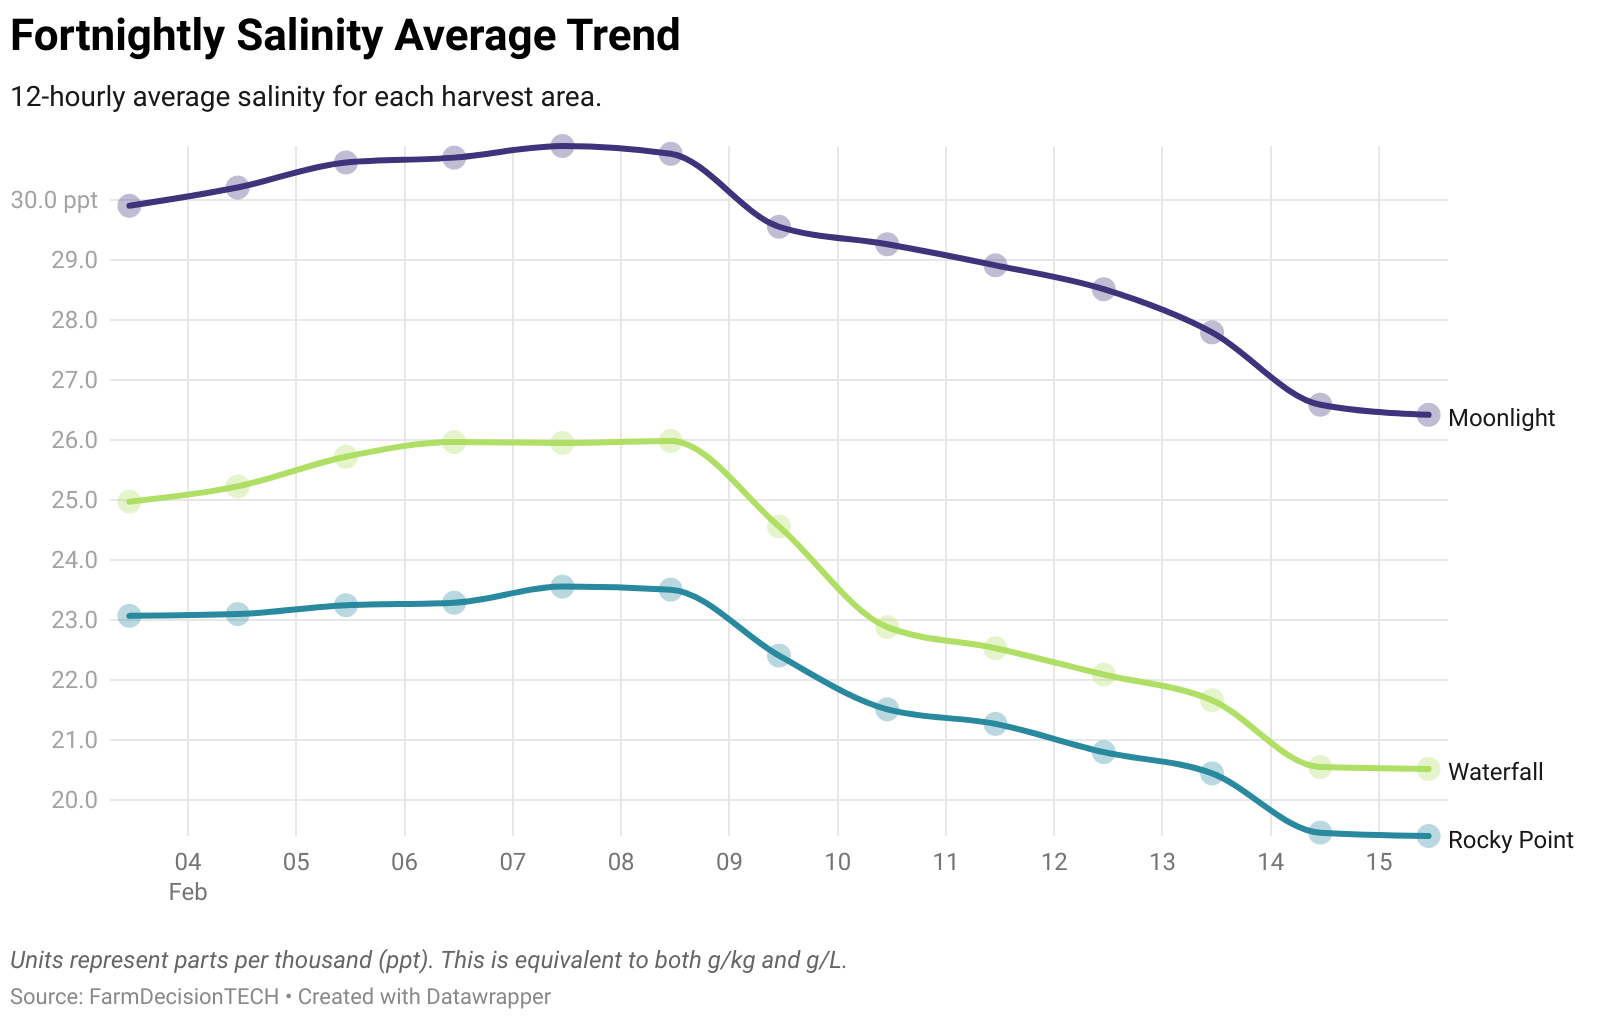 Fortnightly Salinity Average Trend
12-hourly average salinity for each harvest area.
30.0 ppt
29.0
28.0
27.0
Moonlight
26.0
25.0
24.0
23.0
22.0
21.0
Waterfall
20.0
Rocky Point
04 05 06 07 08 09 10 11 12 13 14 15
Feb
Units represent parts per thousand (ppt). This is equivalent to both g/kg and g/L.
Source: FarmDecisionTECH • Created with Datawrapper